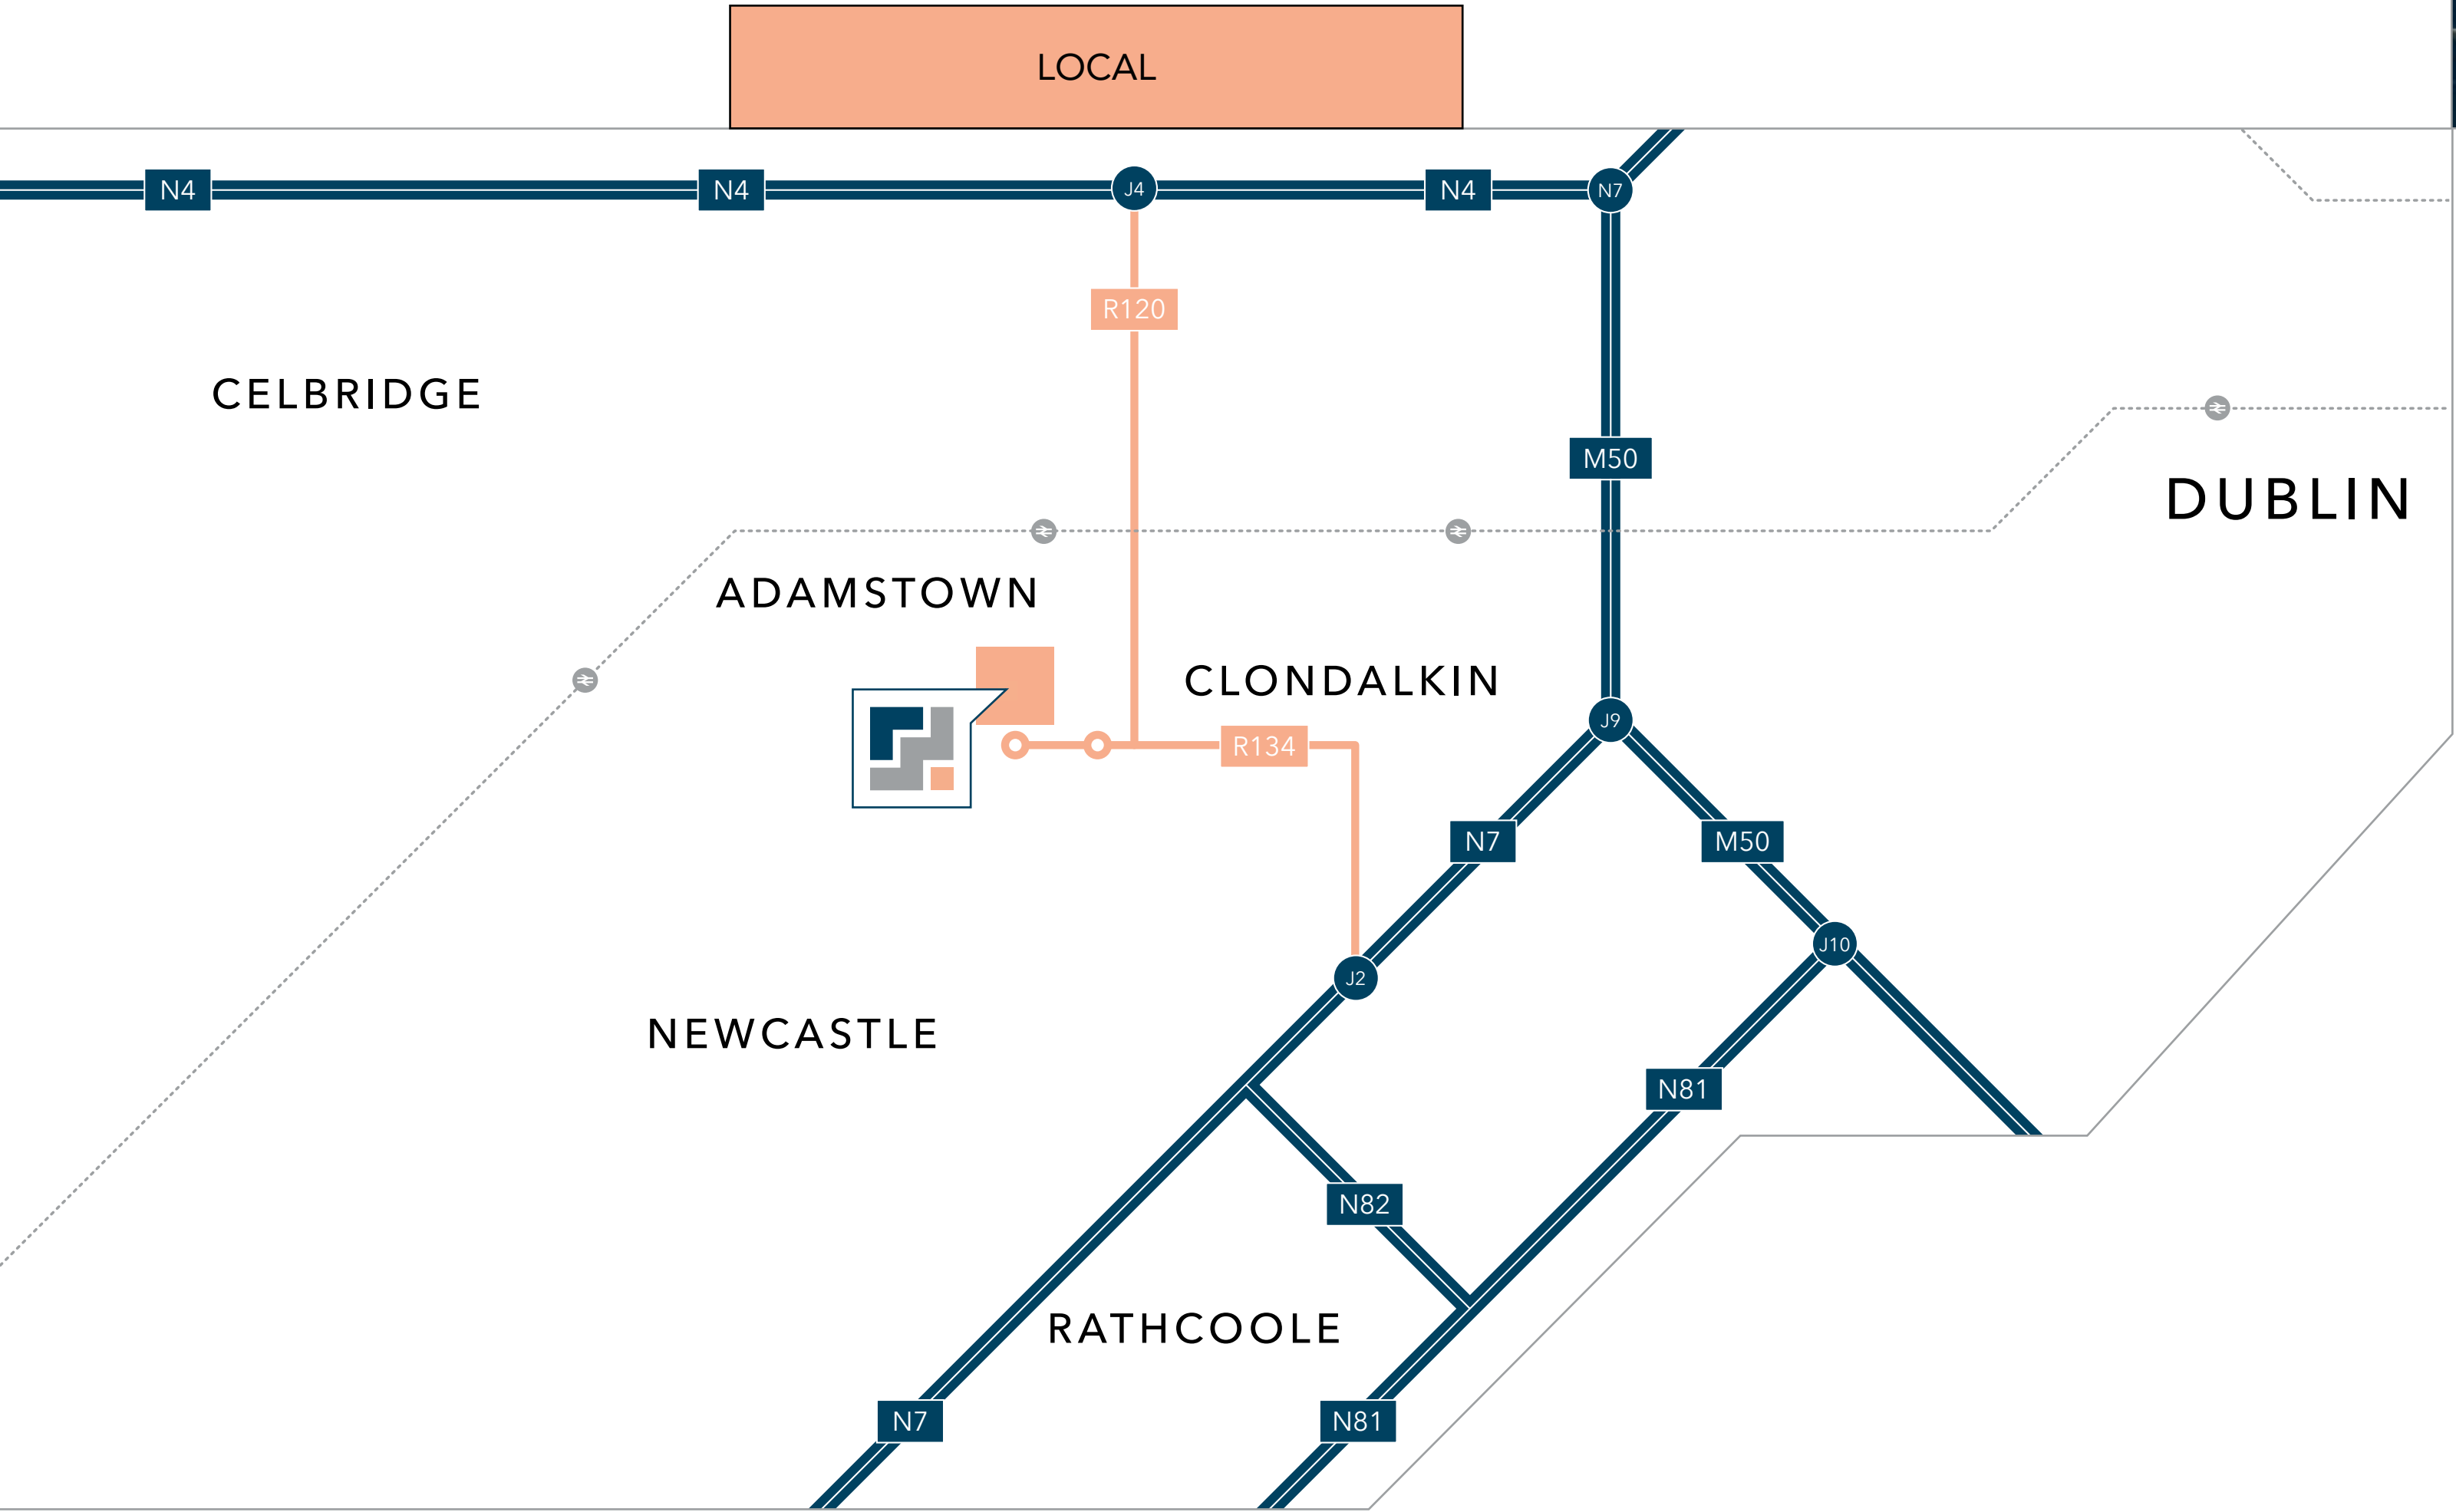 LOCAL
N4
N4
J4
N4
N7
R120
CELBRIDGE
M50
DUBLIN
ADAMSTOWN
CLONDALKIN
J9
R134
N7
M50
J10
J2
NEWCASTLE
N81
N82
RATHCOOLE
N7
N81